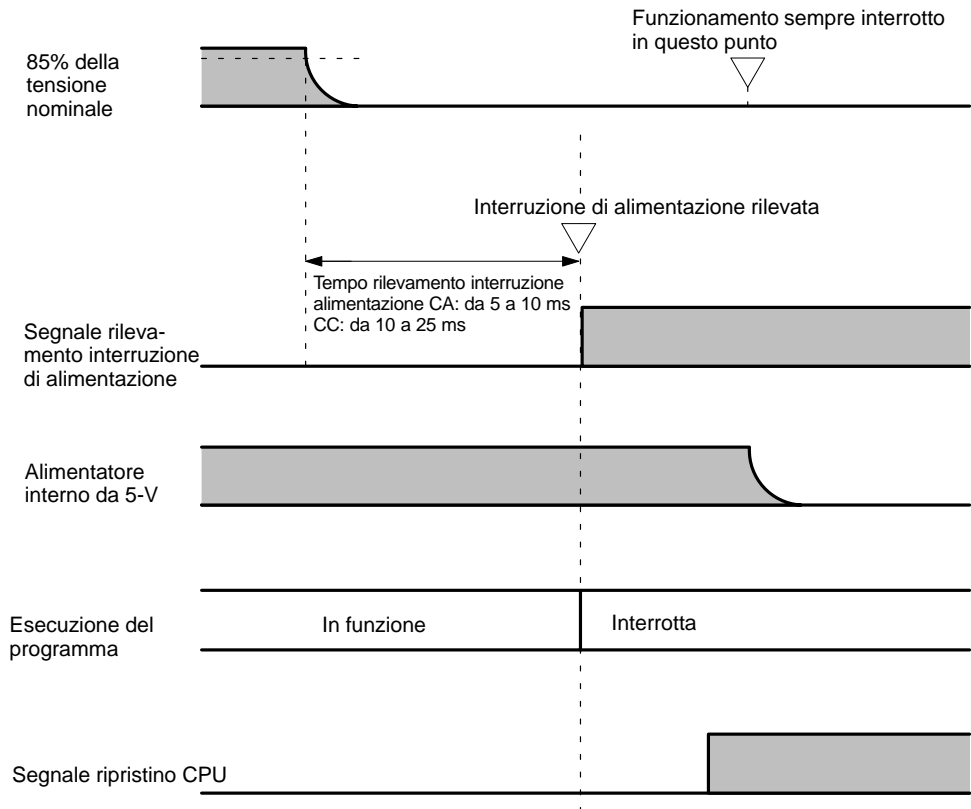 Funzionamento sempre interrotto
in questo punto
85% della
tensione
nominale
Interruzione di alimentazione rilevata
Tempo rilevamento interruzione
alimentazione CA: da 5 a 10 ms
CC: da 10 a 25 ms
Segnale rileva-
mento interruzione
di alimentazione
Alimentatore
interno da 5-V
Esecuzione del
programma
In funzione
Interrotta
Segnale ripristino CPU